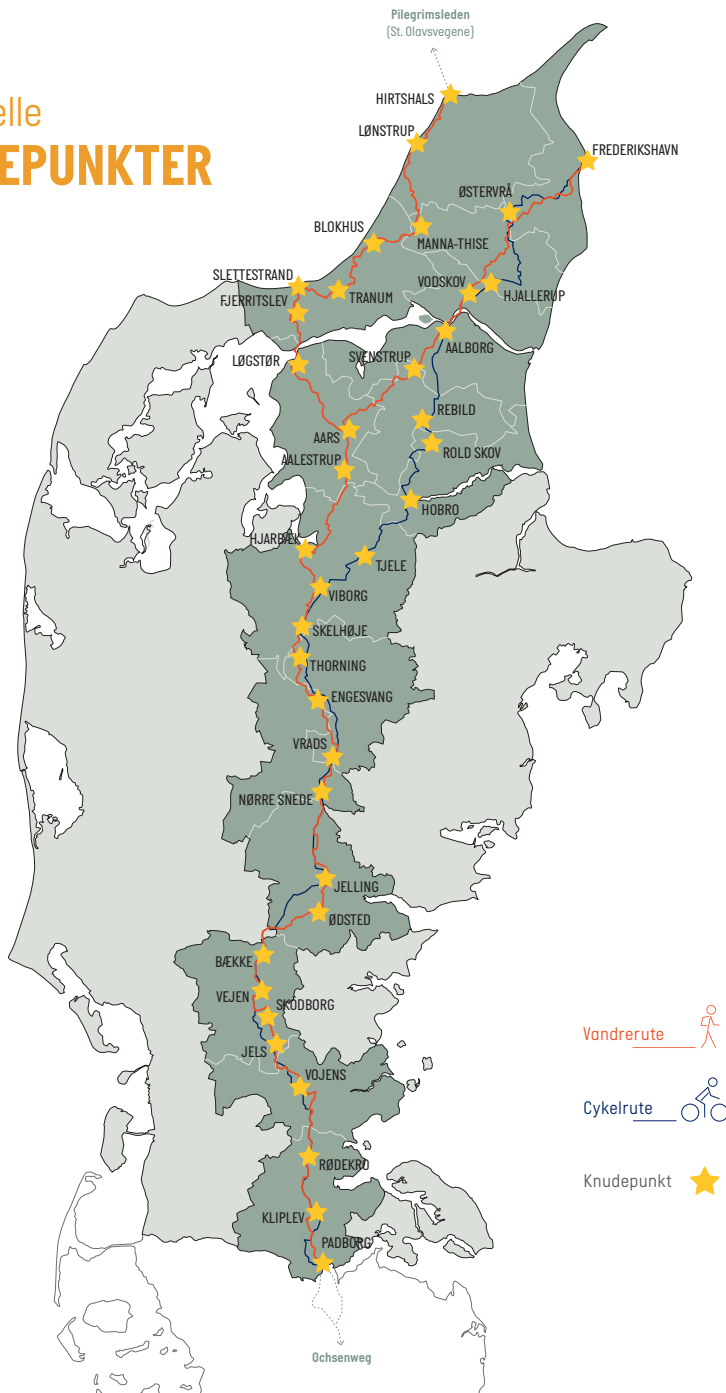 Pilegrimsleden
(St. Olavsvegene)
elle
EPUNKTER
HIRTSHALS
LØNSTRUP
FREDERIKSHAVN
ØSTERVRÅ
BLOKHUS
MANNA-THISE
SLETTESTRAND
VODSKOV
FJERRITSLEV
TRANUM
HJALLERUP
AALBORG
LØGSTØR
SVENSTRUP
REBILD
AARS
ROLD SKOV
AALESTRUP
HOBRO
HJARBÆK
TJELE
VIBORG
SKELHØJE
THORNING
ENGESVANG
VRADS
NØRRE SNEDE
JELLING
ØDSTED
BÆKKE
VEJEN
SKODBORG
JELS
VOJENS
RØDEKRO
KLIPLEV
PADBORG
Ochsenweg
Vandrerute
Cykelrute
Knudepunkt